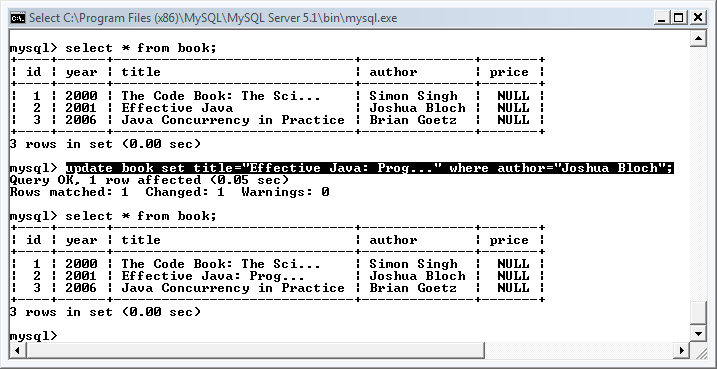 Select C:\Program Files (x86)\MySQL\MySQL Server 5.1\bin\mysql.exe
mysql> select * from book;
+----+------+--------------------------------+--------------+-------+
| id | year | title                          | author       | price |
+----+------+--------------------------------+--------------+-------+
|  1 | 2000 | The Code Book: The Sci...      | Simon Singh  |  NULL |
|  2 | 2001 | Effective Java                 | Joshua Bloch |  NULL |
|  3 | 2006 | Java Concurrency in Practice   | Brian Goetz  |  NULL |
+----+------+--------------------------------+--------------+-------+
3 rows in set (0.00 sec)
mysql> update book set title="Effective Java: Prog..." where author="Joshua Bloch";
Query OK, 1 row affected (0.05 sec)
Rows matched: 1  Changed: 1  Warnings: 0
mysql> select * from book;
+----+------+--------------------------------+--------------+-------+
| id | year | title                          | author       | price |
+----+------+--------------------------------+--------------+-------+
|  1 | 2000 | The Code Book: The Sci...      | Simon Singh  |  NULL |
|  2 | 2001 | Effective Java: Prog...        | Joshua Bloch |  NULL |
|  3 | 2006 | Java Concurrency in Practice   | Brian Goetz  |  NULL |
+----+------+--------------------------------+--------------+-------+
3 rows in set (0.00 sec)
mysql>